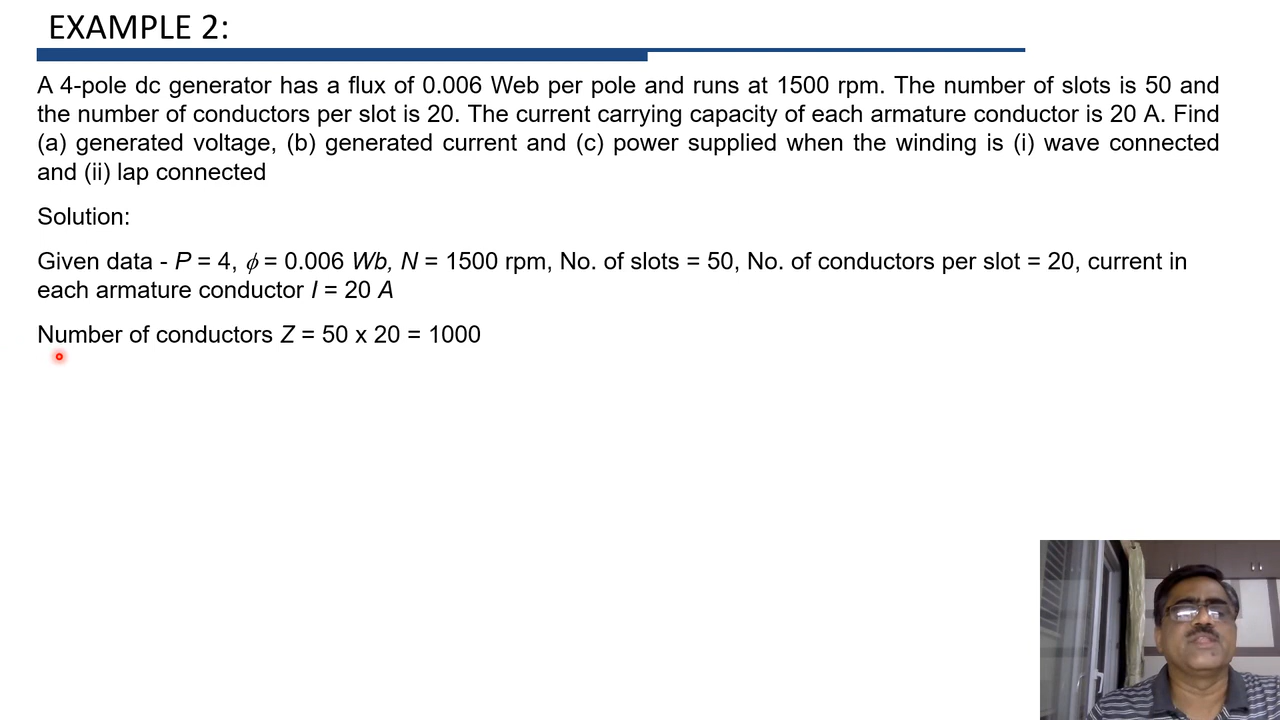 EXAMPLE 2:
A 4-pole dc generator has a flux of 0.006 Web per pole and runs at 1500 rpm. The number of slots is 50 and
the number of conductors per slot is 20. The current carrying capacity of each armature conductor is 20 A. Find
(a) generated voltage, (b) generated current and (c) power supplied when the winding is (i) wave connected
and (ii) lap connected
Solution:
Given data - P = 4, ϕ = 0.006 Wb, N = 1500 rpm, No. of slots = 50, No. of conductors per slot = 20, current in
each armature conductor I = 20 A
Number of conductors Z = 50 x 20 = 1000